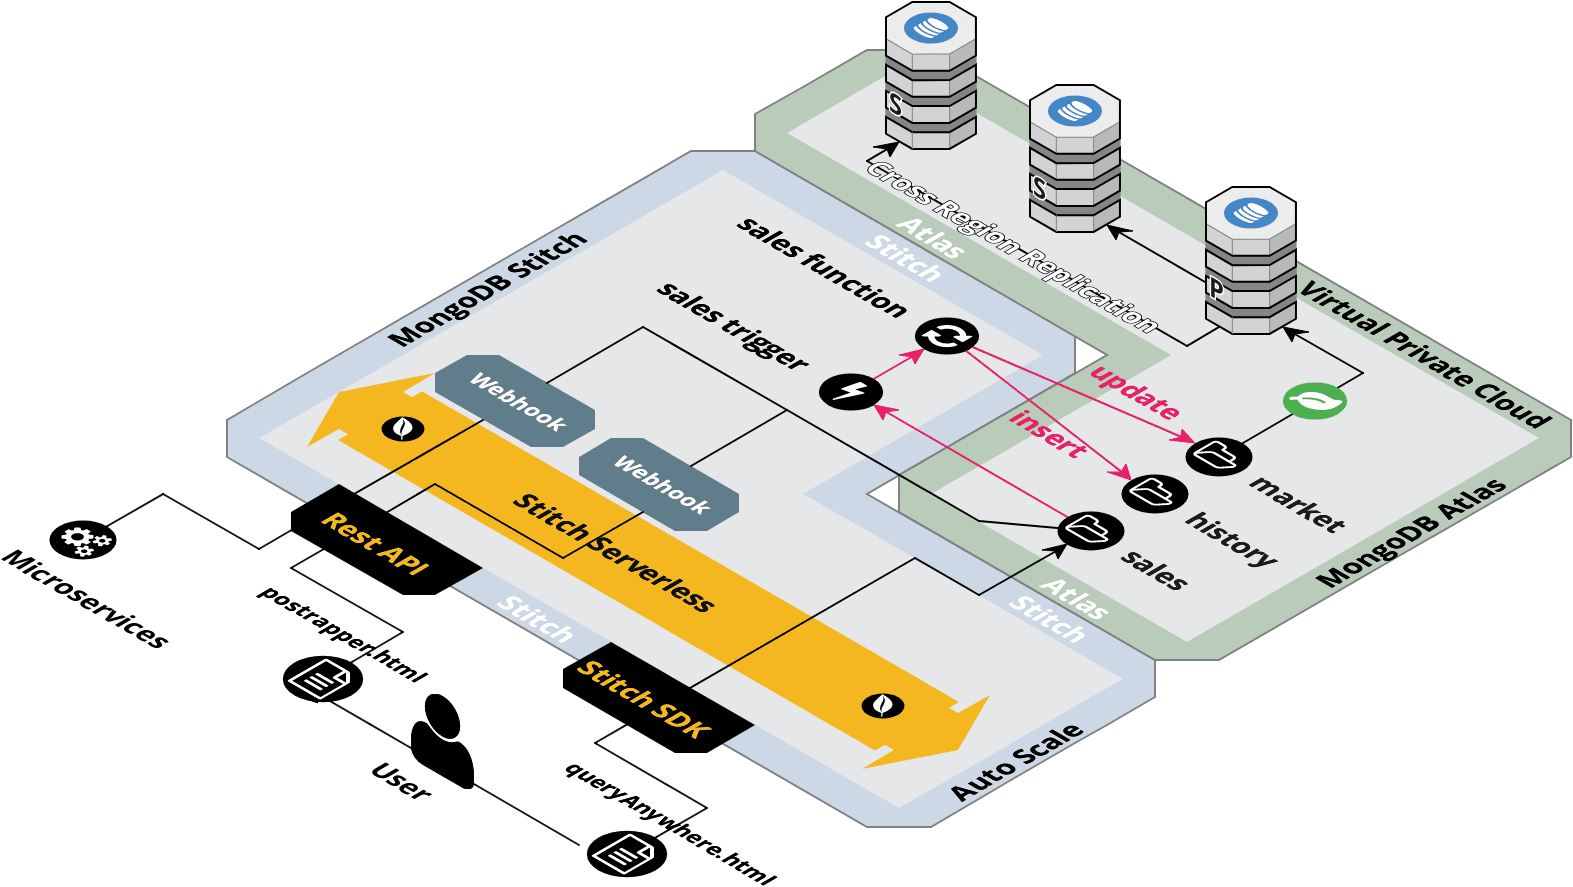 S
S
P
Cross Region Replication
Atlas
Stitch
Virtual Private Cloud
MongoDB Stitch
sales function
sales trigger
update
insert
Webhook
Webhook
market
history
sales
MongoDB Atlas
Stitch Serverless
Rest API
Microservices
postrapper.html
Stitch
Atlas
Stitch
Stitch SDK
User
queryAnywhere.html
Auto Scale